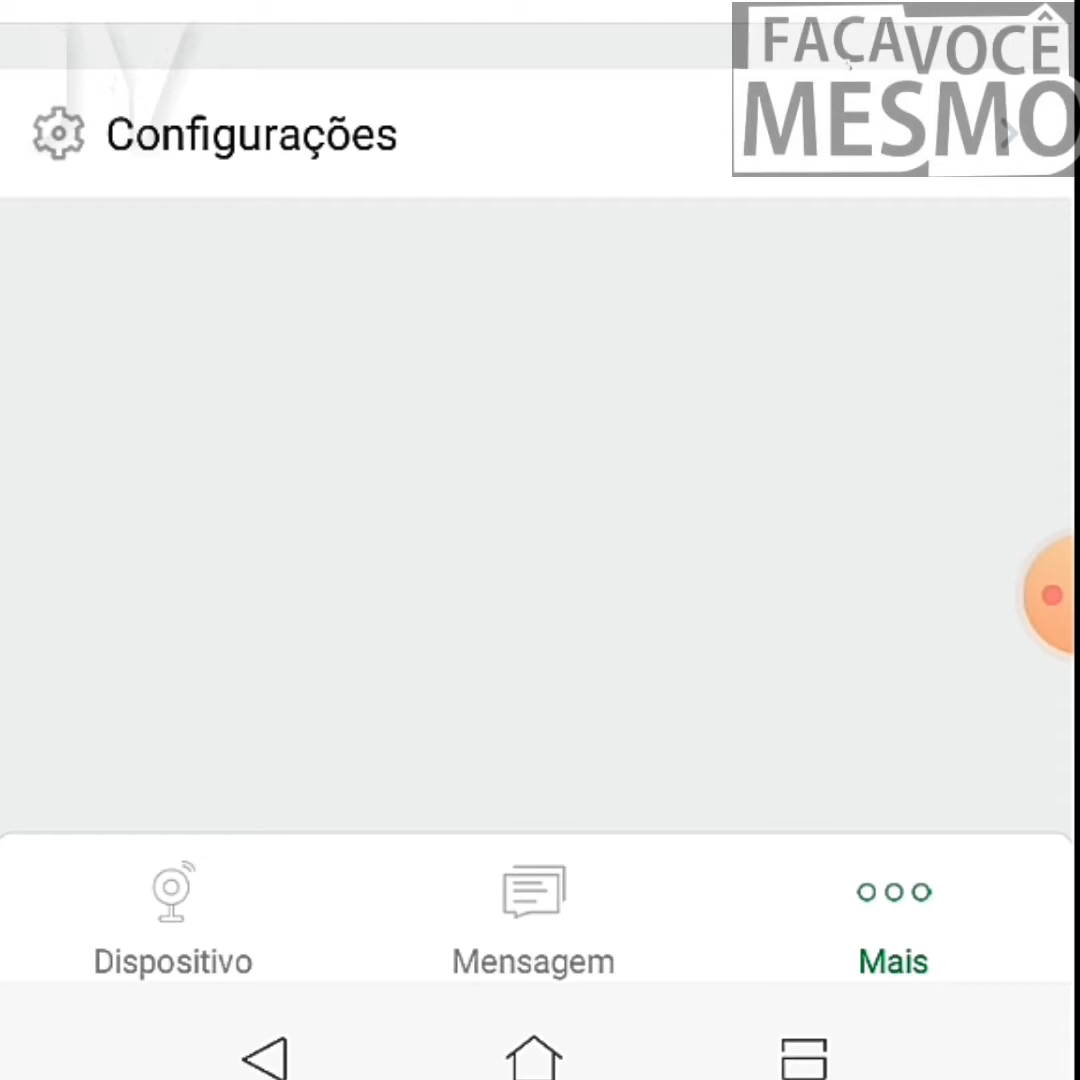 FAÇA VOCÊ
MESMO
Configurações
Dispositivo
Mensagem
Mais